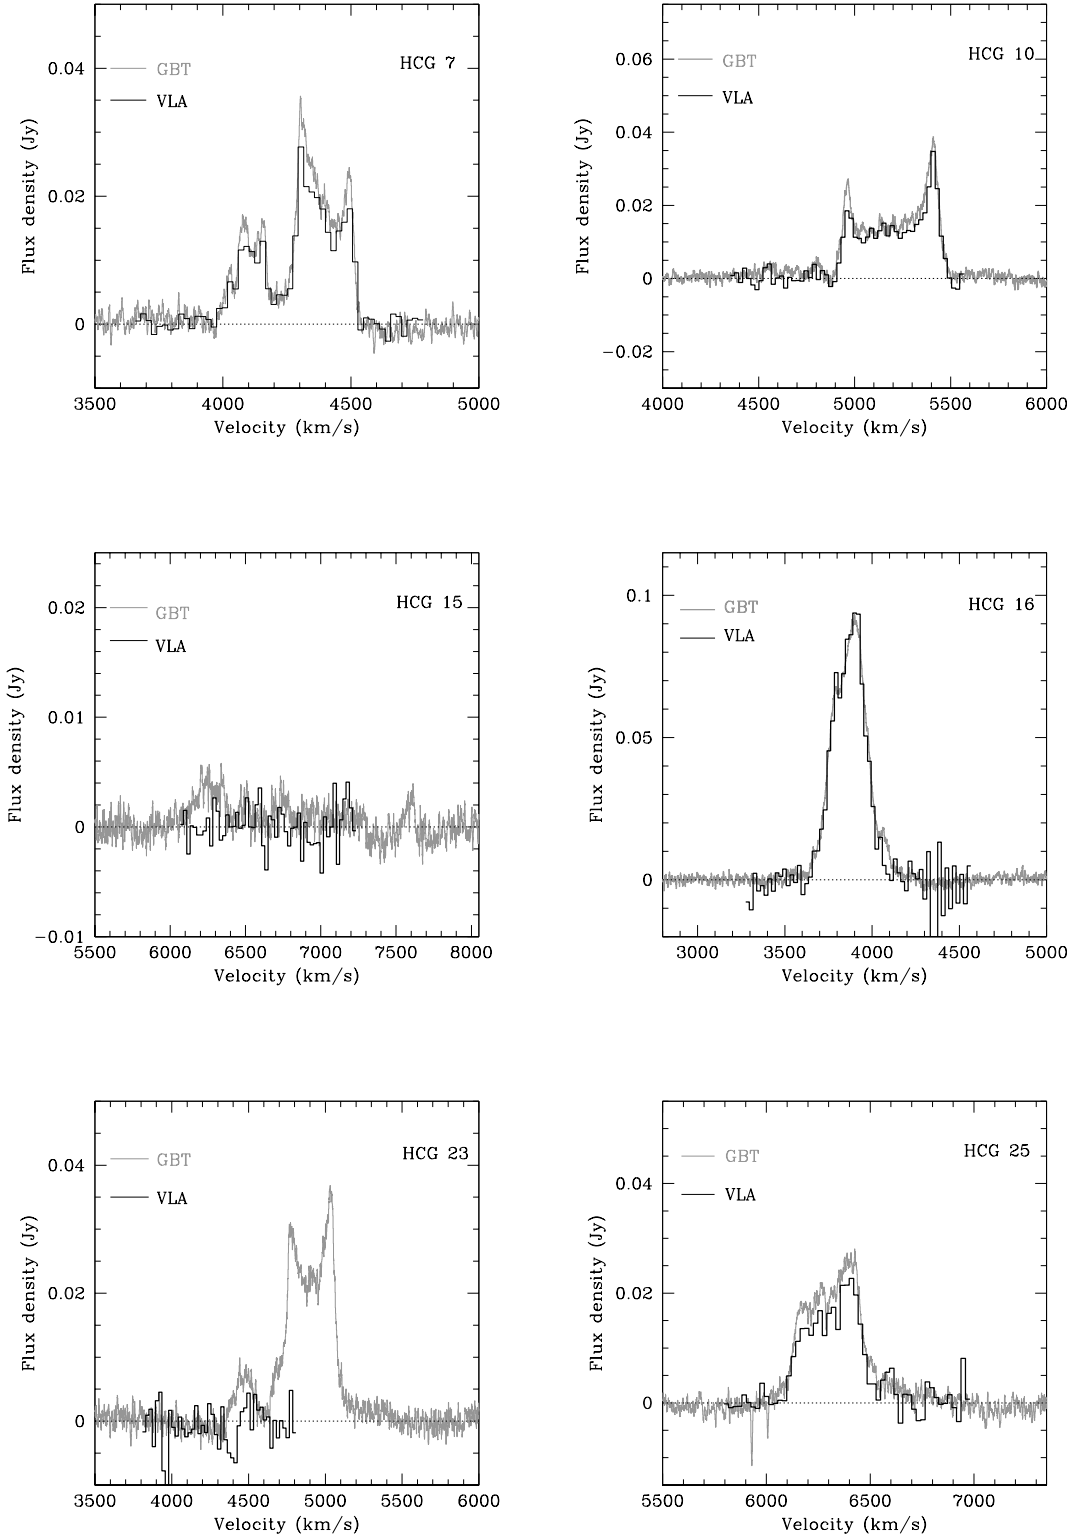 HCG 7
GBT
VLA
0.04
0.02
0
Flux density (Jy)
3500 4000 4500 5000
Velocity (km/s)
HCG 10
GBT
VLA
0.06
0.04
0.02
0
−0.02
Flux density (Jy)
4000 4500 5000 5500 6000
Velocity (km/s)
HCG 15
GBT
VLA
0.02
0.01
0
−0.01
Flux density (Jy)
5500 6000 6500 7000 7500 8000
Velocity (km/s)
HCG 16
GBT
VLA
0.1
0.05
0
Flux density (Jy)
3000 3500 4000 4500 5000
Velocity (km/s)
HCG 23
GBT
VLA
0.04
0.02
0
Flux density (Jy)
3500 4000 4500 5000 5500 6000
Velocity (km/s)
HCG 25
GBT
VLA
0.04
0.02
0
Flux density (Jy)
5500 6000 6500 7000
Velocity (km/s)